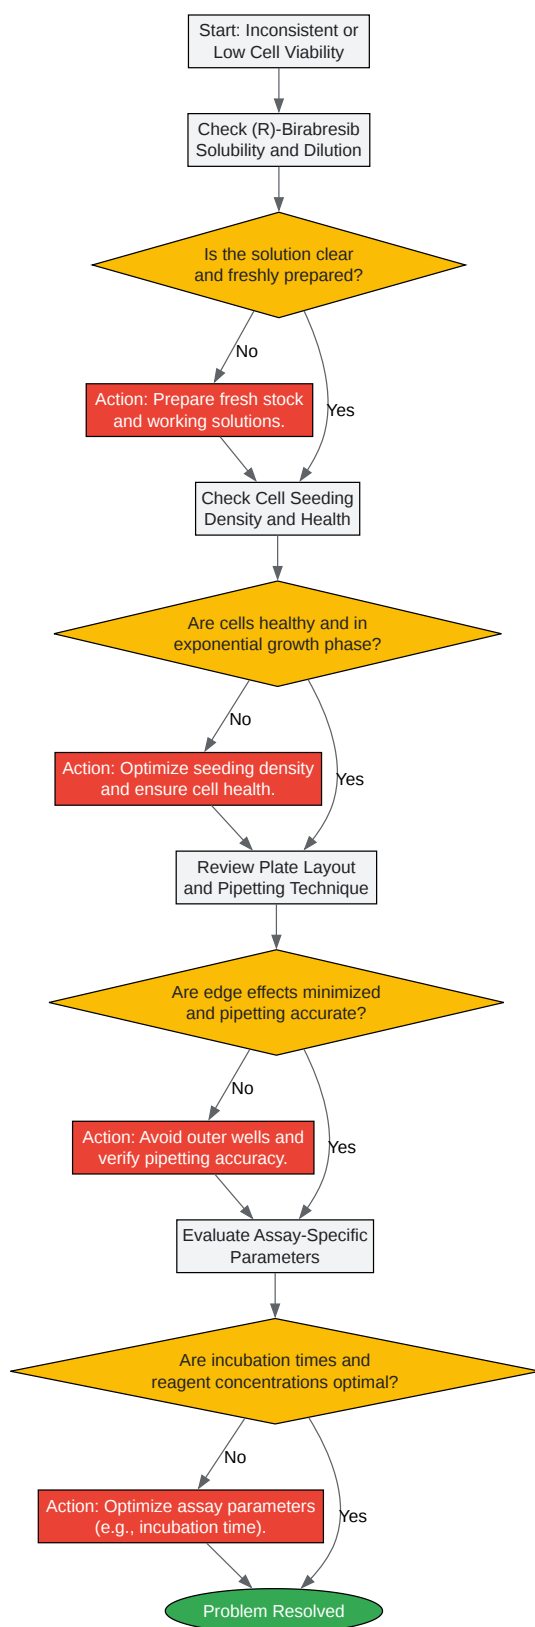 Start: Inconsistent or
Low Cell Viability
Check (R)-Birabresib
Solubility and Dilution
Is the solution clear
and freshly prepared?
No
Action: Prepare fresh stock
and working solutions.
Yes
Check Cell Seeding
Density and Health
Are cells healthy and in
exponential growth phase?
No
Action: Optimize seeding density
and ensure cell health.
Yes
Review Plate Layout
and Pipetting Technique
Are edge effects minimized
and pipetting accurate?
No
Action: Avoid outer wells and
verify pipetting accuracy.
Yes
Evaluate Assay-Specific
Parameters
Are incubation times and
reagent concentrations optimal?
No
Action: Optimize assay parameters
(e.g., incubation time).
Yes
Problem Resolved